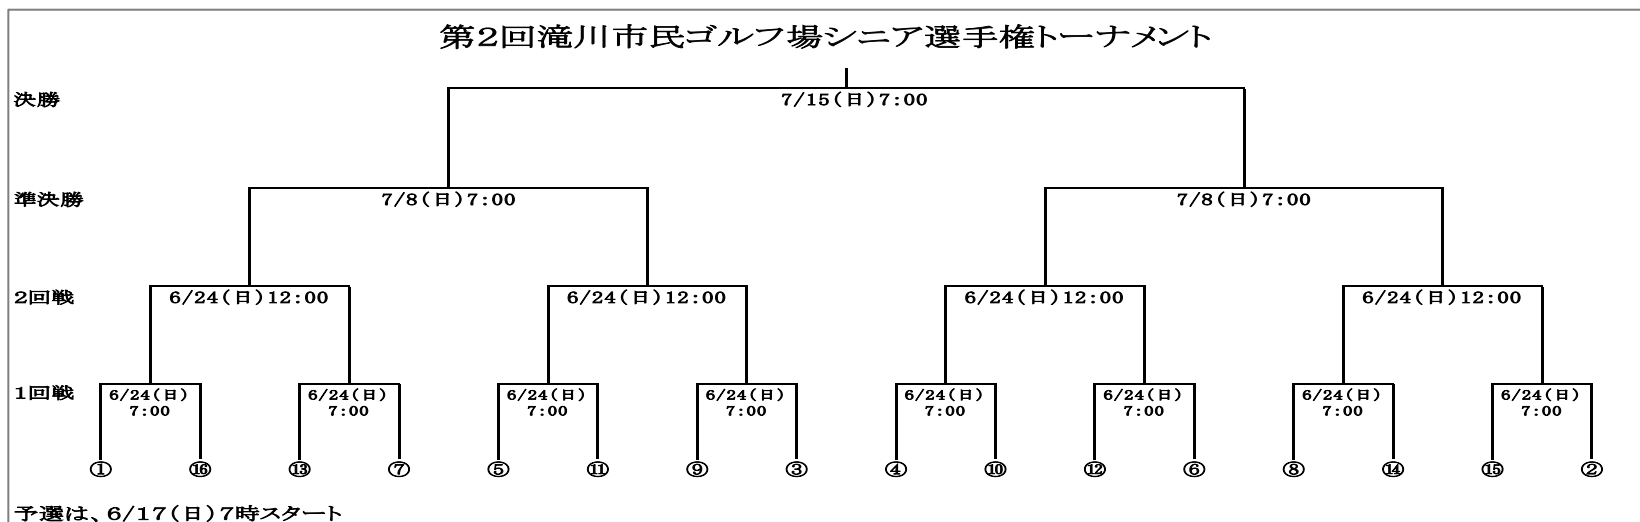 第2回滝川市民ゴルフ場シニア選手権トーナメント
決勝
7/15(日)7:00
準決勝
7/8(日)7:00
7/8(日)7:00
2回戦
6/24(日)12:00
6/24(日)12:00
6/24(日)12:00
6/24(日)12:00
1回戦
6/24(日)
7:00
6/24(日)
7:00
6/24(日)
7:00
6/24(日)
7:00
6/24(日)
7:00
6/24(日)
7:00
6/24(日)
7:00
6/24(日)
7:00
① ⑯ ⑬ ⑦ ⑤ ⑪ ⑨ ③ ④ ⑩ ⑫ ⑥ ⑧ ⑭ ⑮ ②
予選は、6/17(日)7時スタート